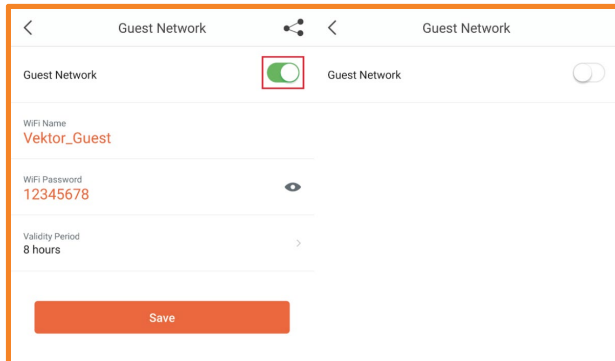 Guest Network
Guest Network
WiFi Name
Vektor_Guest
WiFi Password
12345678
Validity Period
8 hours
Save
Guest Network
Guest Network